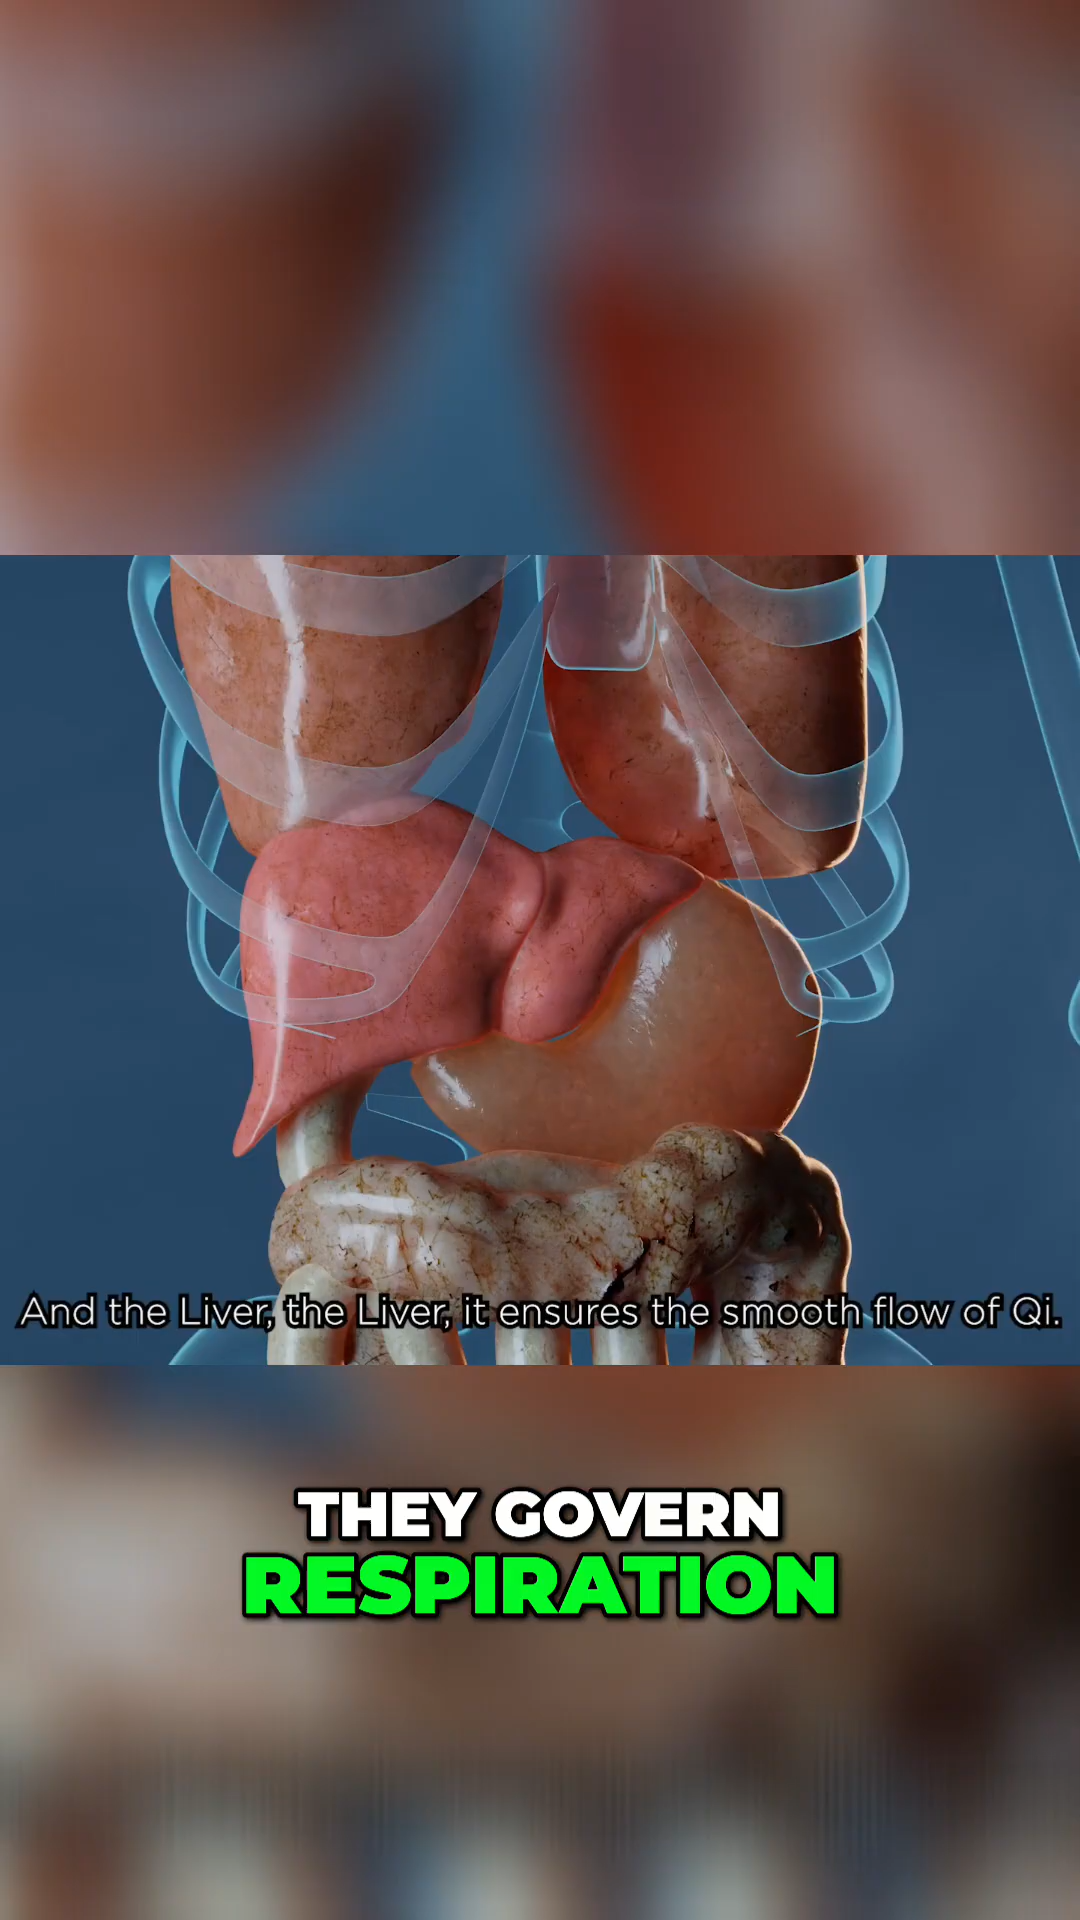 And the Liver, the Liver, it ensures the smooth flow of Qi.
THEY GOVERN
RESPIRATION